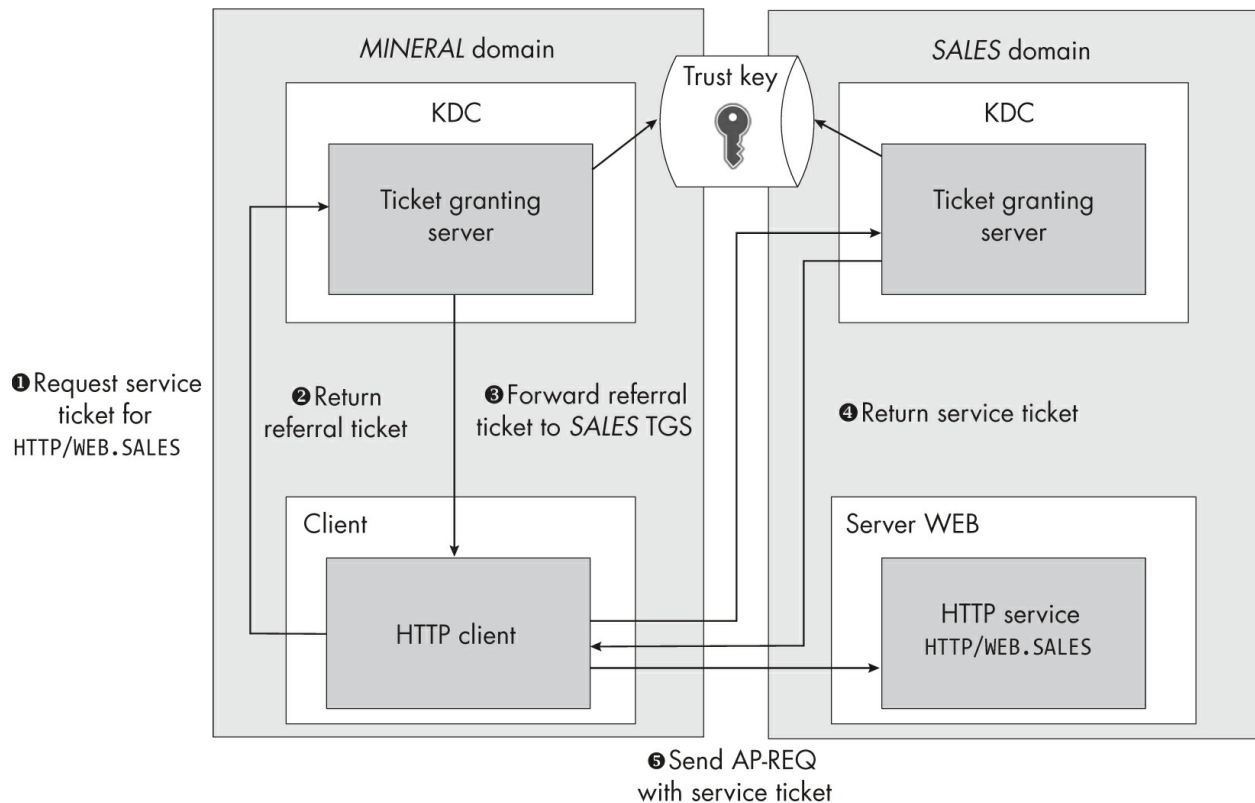 MINERAL domain
SALES domain
Trust key
KDC
KDC
Ticket granting
server
Ticket granting
server
❶Request service
ticket for
HTTP/WEB.SALES
❷Return
referral ticket
❸Forward referral
ticket to SALES TGS
❹Return service ticket
Client
HTTP client
Server WEB
HTTP service
HTTP/WEB.SALES
❺Send AP-REQ
with service ticket